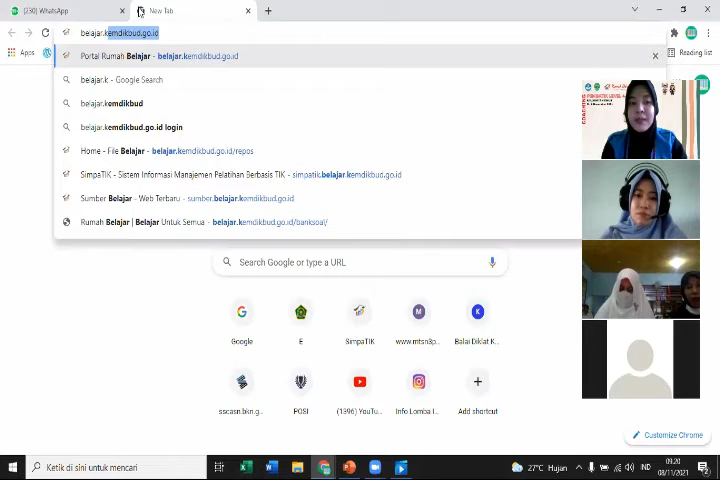 (230) WhatsApp
New Tab
belajar.kemdikbud.go.id
Apps
Reading list
Portal Rumah Belajar - belajar.kemdikbud.go.id
belajar.k - Google Search
belajar.kemdikbud
belajar.kemdikbud.go.id login
Home - File Belajar - belajar.kemdikbud.go.id/repos
SimpaTIK - Sistem Informasi Manajemen Pelatihan Berbasis TIK - simpatik.belajar.kemdikbud.go.id
Sumber Belajar - Web Terbaru - sumber.belajar.kemdikbud.go.id
Rumah Belajar | Belajar Untuk Semua - belajar.kemdikbud.go.id/banksoal/
Search Google or type a URL
Google
E
SimpaTIK
M
www.mtsn3p...
K
Balai Diklat K...
sscasn.bkn.g...
POSI
(1396) YouTu...
Info Lomba I...
Add shortcut
Customize Chrome
Ketik di sini untuk mencari
27°C Hujan
IND
09.20
08/11/2021
2